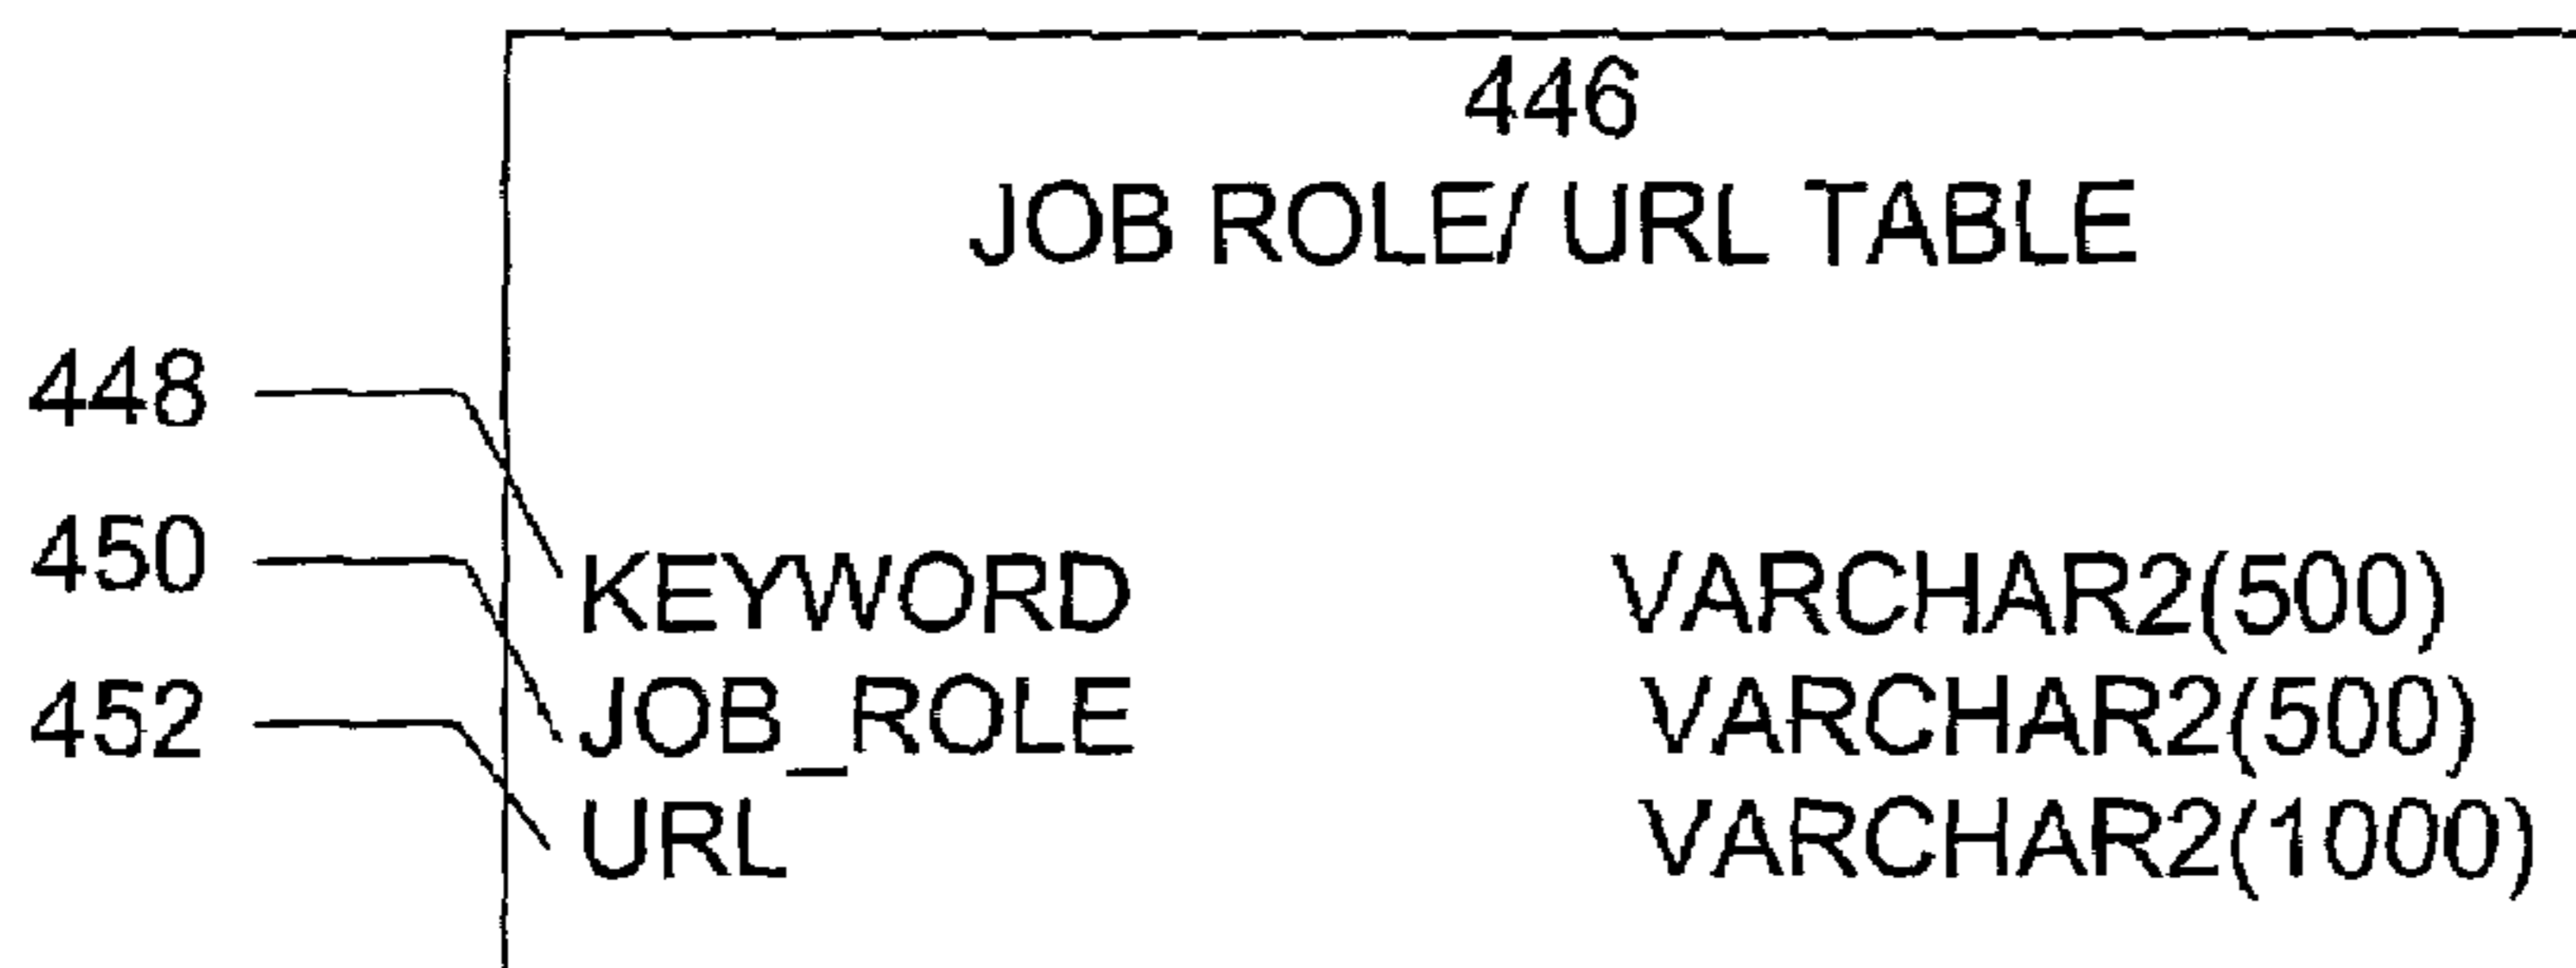 446
JOB ROLE/ URL TABLE
448
450
452
KEYWORD VARCHAR2(500)
JOB_ROLE VARCHAR2(500)
URL VARCHAR2(1000)